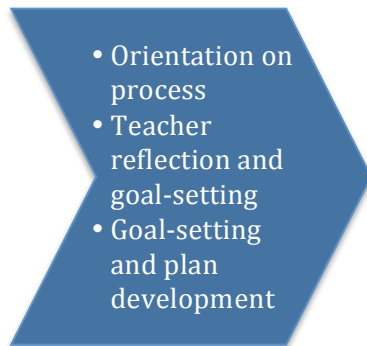 • Orientation on
process
• Teacher
reflection and
goal-setting
• Goal-setting
and plan
development